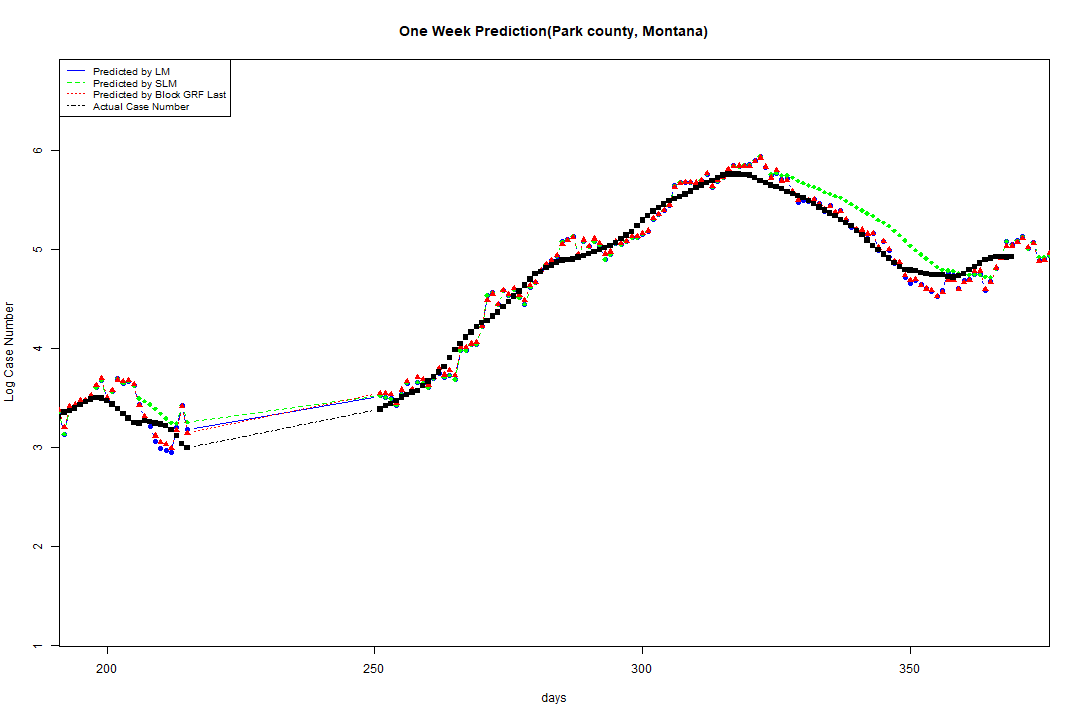 One Week Prediction(Park county, Montana)
Predicted by LM
Predicted by SLM
Predicted by Block GRF Last
Actual Case Number
6
5
4
3
2
1
Log Case Number
200
250
300
350
days